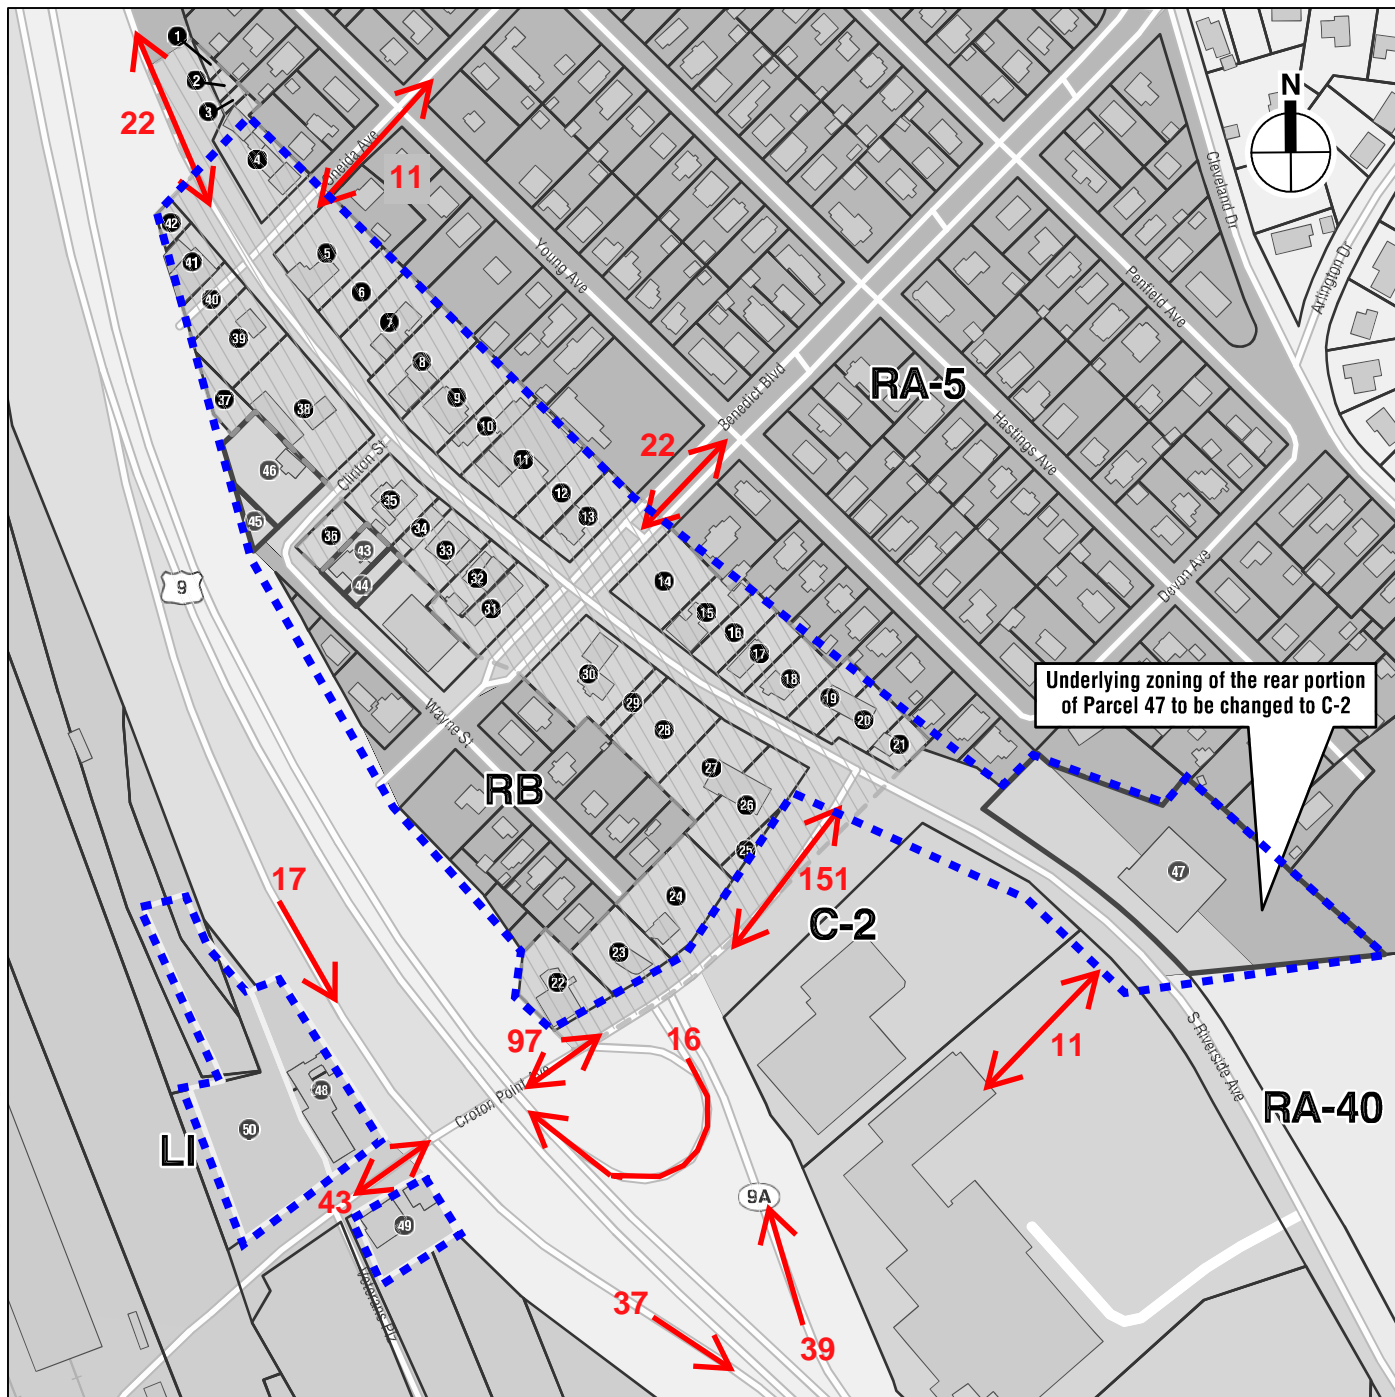 1
2
3
22
N
4
Oneida Ave
11
Cleveland Dr
42
5
41
Young Ave
Penfield Ave
Arlington Dr
40
6
39
7
8
Benedict Blvd
RA-5
37
38
9
10
Hastings Ave
22
46
Clinton St
11
12
35
45
13
34
36
43
33
Devon Ave
9
44
32
14
31
15
16
17
30
18
Underlying zoning of the rear portion
of Parcel 47 to be changed to C-2
29
19
Wayne St
28
20
21
27
RB
26
25
47
17
151
24
C-2
23
22
97
16
11
S Riverside Ave
48
Croton Point Ave
50
RA-40
LI
43
9A
49
Veterans Plz
37
39